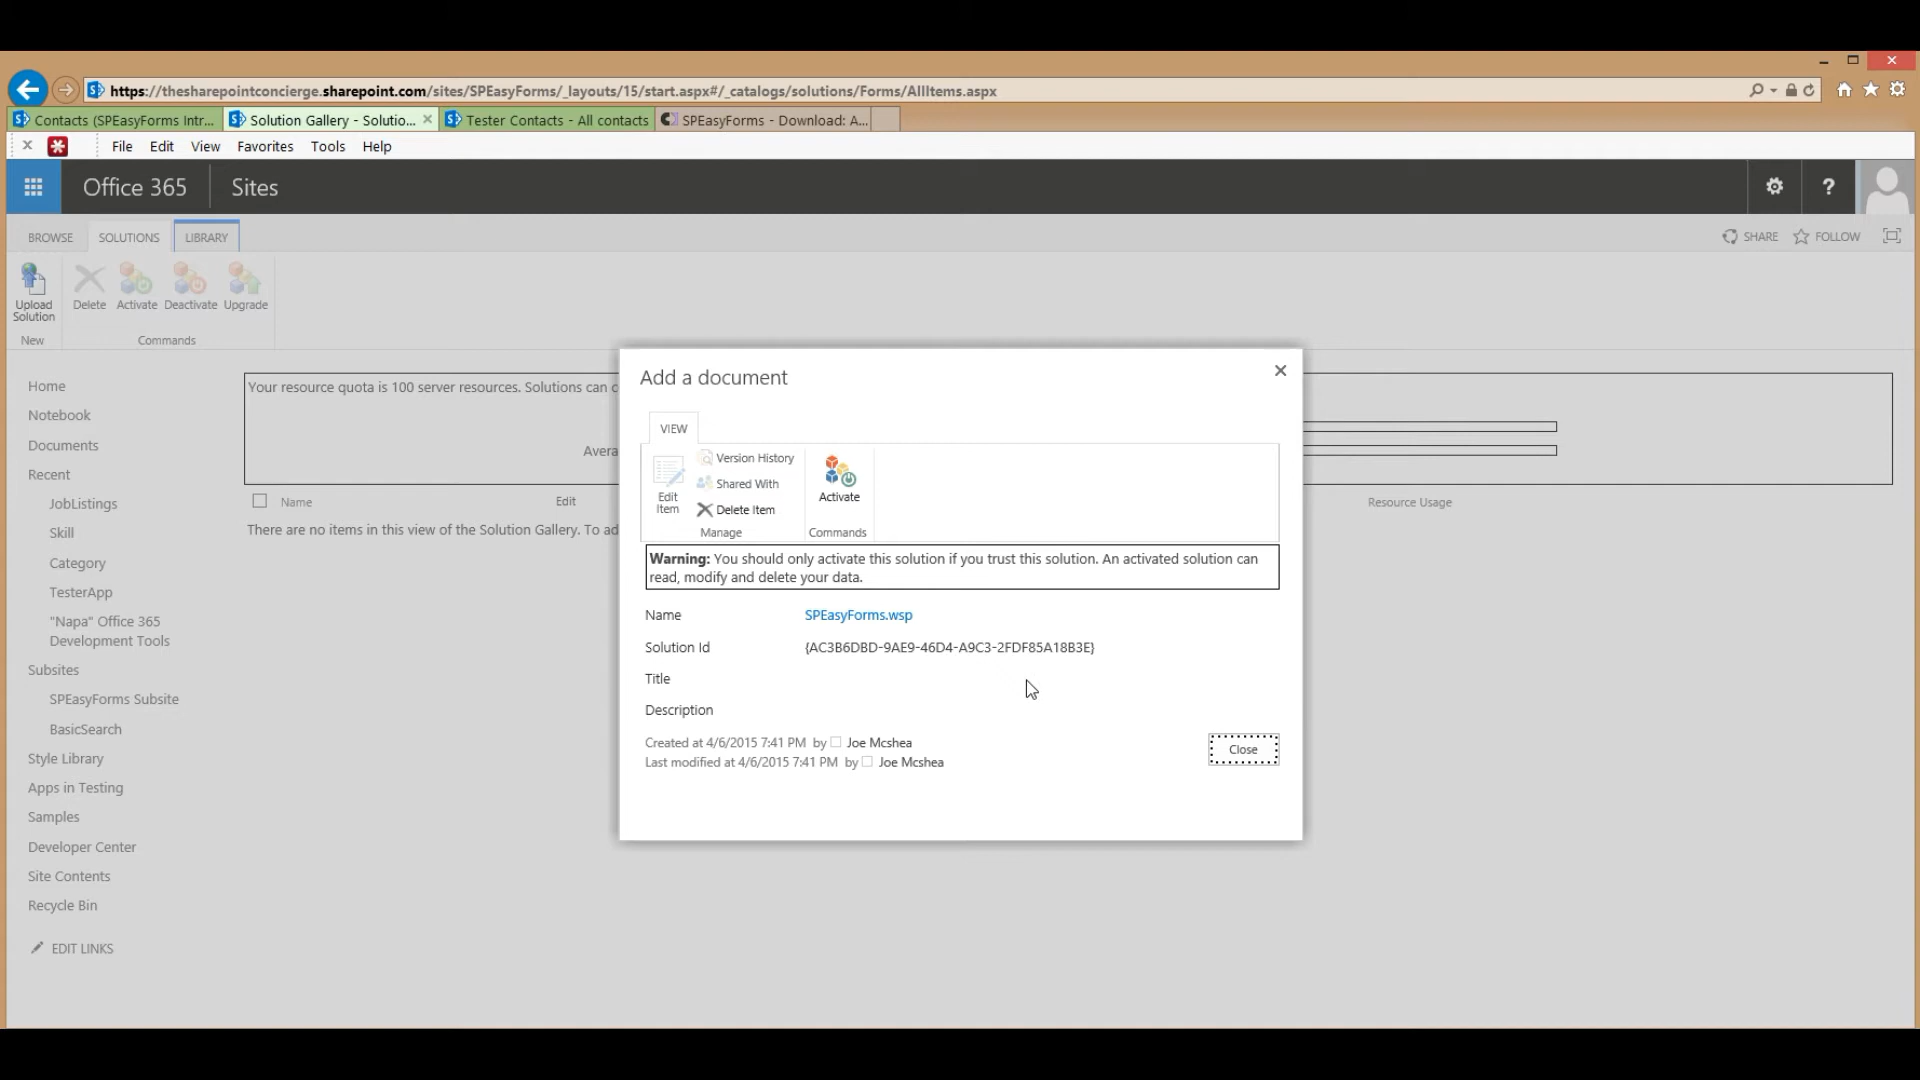 https://thesharepointconcierge.sharepoint.com/sites/SPEasyForms/_layouts/15/start.aspx#/_catalogs/solutions/Forms/AllItems.aspx
Contacts (SPEasyForms Intr... Solution Gallery - Solutio... Tester Contacts - All contacts SPEasyForms - Download: A...
File Edit View Favorites Tools Help
Office 365 Sites
BROWSE SOLUTIONS LIBRARY SHARE FOLLOW
Upload Solution Delete Activate Deactivate Upgrade
New Commands
Home
Notebook
Documents
Recent
JobListings
Skill
Category
TesterApp
"Napa" Office 365
Development Tools
Subsites
SPEasyForms Subsite
BasicSearch
Style Library
Apps in Testing
Samples
Developer Center
Site Contents
Recycle Bin
EDIT LINKS
Your resource quota is 100 server resources. Solutions can c
Avera
Name Edit Resource Usage
There are no items in this view of the Solution Gallery. To ad
Add a document
VIEW
Edit Item
Version History
Shared With
Delete Item
Activate
Manage Commands
Warning: You should only activate this solution if you trust this solution. An activated solution can
read, modify and delete your data.
Name SPEasyForms.wsp
Solution Id {AC3B6DBD-9AE9-46D4-A9C3-2FDF85A18B3E}
Title
Description
Created at 4/6/2015 7:41 PM by Joe Mcshea
Last modified at 4/6/2015 7:41 PM by Joe Mcshea
Close